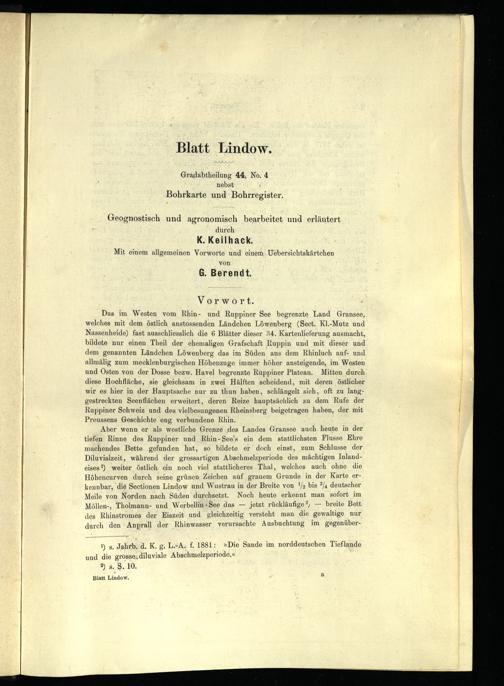 Blatt Lindow.
Gradabtheilung 44, No. 4
nebst
Bohrkarte und Bohrregister.
Geognostisch und agronomisch bearbeitet und erläutert
durch
K. Keilhack.
Mit einem allgemeinen Vorworte und einem Uebersichtskärtchen
von
G. Berendt.
Vorwort.
Das im Westen vom Rhin- und Ruppiner See begrenzte Land Gransee,
welches mit dem östlich anstossenden Ländchen Löwenberg (Sect. Kl.-Mutz und
Nassenheide) fast ausschliesslich die 6 Blätter dieser 34. Kartenlieferung ausmacht,
bildete nur einen Theil der ehemaligen Grafschaft Ruppin und mit dieser und
dem genannten Ländchen Löwenberg das im Süden aus dem Rhinluch auf- und
allmälig zum mecklenburgischen Höhenzuge immer höher ansteigende, im Westen
und Osten von der Dosse bezw. Havel begrenzte Ruppiner Plateau. Mitten durch
diese Hochfläche, sie gleichsam in zwei Hälften scheidend, mit deren östlicher
wir es hier in der Hauptsache nur zu thun haben, schlängelt sich, oft zu lang-
gestreckten Seenflächen erweitert, deren Reize hauptsächlich zu dem Rufe der
Ruppiner Schweiz und des vielbesungenen Rheinsberg beigetragen haben, der mit
Preussens Geschichte eng verbundene Rhin.
Aber wenn er als westliche Grenze des Landes Gransee auch heute in der
tiefen Rinne des Ruppiner und Rhin-See's ein dem stattlichsten Flusse Ehre
machendes Bette gefunden hat, so bildete er doch einst, zum Schlusse der
Diluvialzeit, während der grossartigen Abschmelzperiode des mächtigen Inland-
eises ¹) weiter östlich ein noch viel stattlicheres Thal, welches auch ohne die
Höhencurven durch seine grünen Zeichen auf grauem Grunde in der Karte er-
kennbar, die Sectionen Lindow und Wustrau in der Breite von ½ bis ¾ deutscher
Meile von Norden nach Süden durchsetzt. Noch heute erkennt man sofort im
Möllen-, Tholmann- und Werbellin-See das — jetzt rückläufige ²) — breite Bett
des Rhinstromes der Eiszeit und gleichzeitig versteht man die gewaltige nur
durch den Anprall der Rhinwasser verursachte Ausbuchtung im gegenüber-
¹) s. Jahrb. d. K. g. L.-A. f. 1881: »Die Sande im norddeutschen Tieflande
und die grosse diluviale Abschmelzperiode.«
²) s. S. 10.
Blatt Lindow.